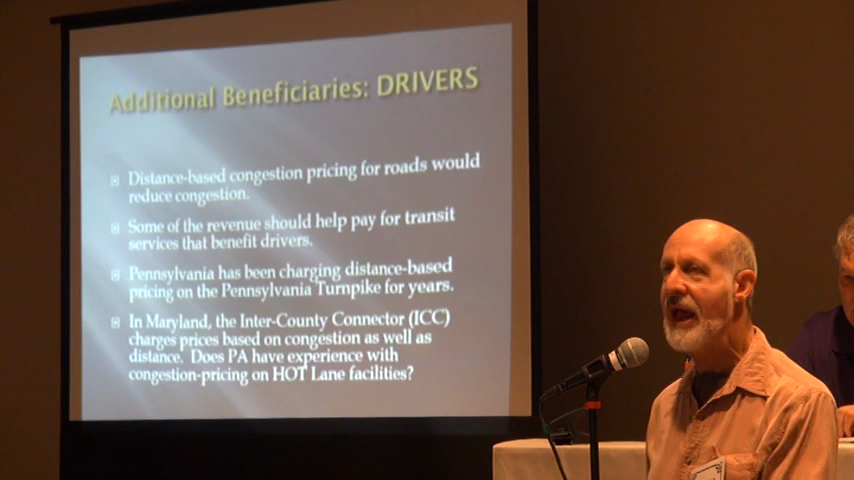 Additional Beneficiaries: DRIVERS
Distance-based congestion pricing for roads would
reduce congestion.
Some of the revenue should help pay for transit
services that benefit drivers.
Pennsylvania has been charging distance-based
pricing on the Pennsylvania Turnpike for years.
In Maryland, the Inter-County Connector (ICC)
charges prices based on congestion as well as
distance. Does PA have experience with
congestion-pricing on HOT Lane facilities?